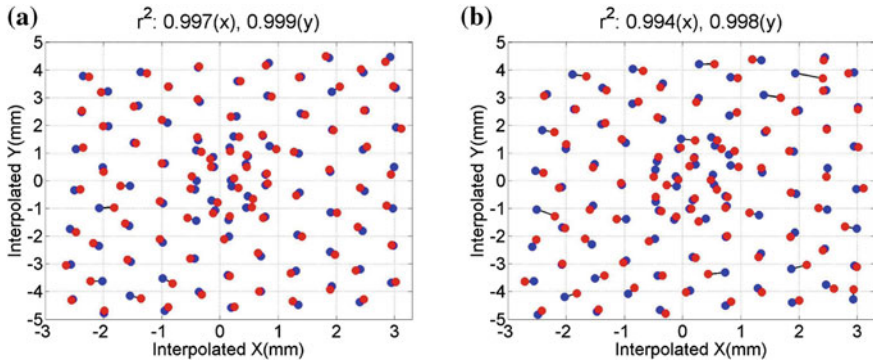 (a)
r²: 0.997(x), 0.999(y)
5
4
3
2
1
0
-1
-2
-3
-4
-5
Interpolated Y(mm)
-3 -2 -1 0 1 2 3
Interpolated X(mm)
(b)
r²: 0.994(x), 0.998(y)
5
4
3
2
1
0
-1
-2
-3
-4
-5
Interpolated Y(mm)
-3 -2 -1 0 1 2 3
Interpolated X(mm)